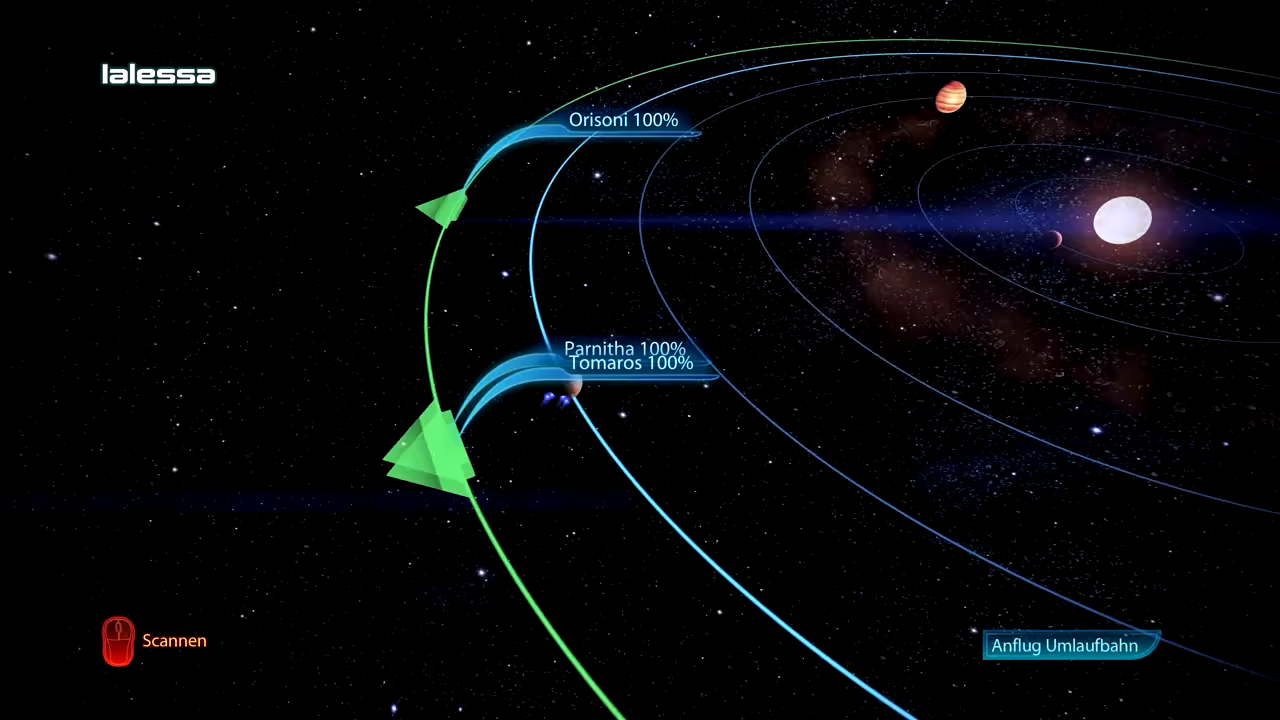 Ialessa
Orisoni 100%
Parnitha 100%
Tomaros 100%
Scannen
Anflug Umlaufbahn